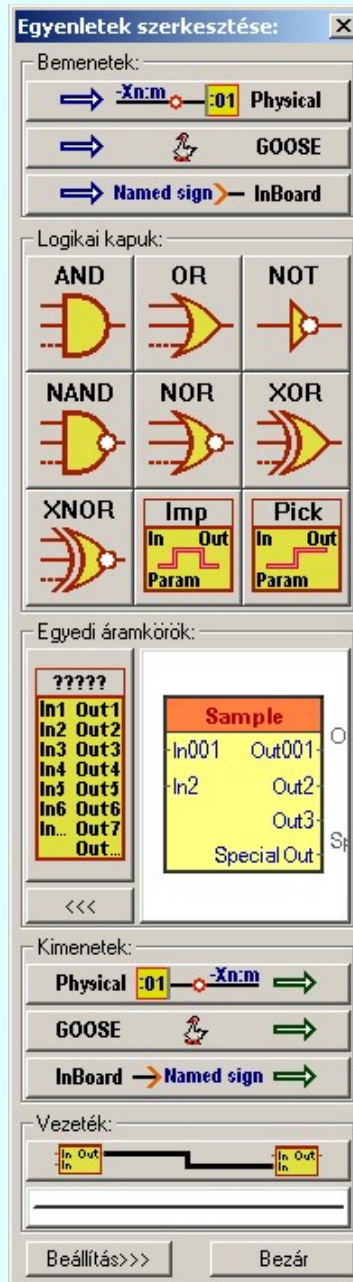 Egyenletek szerkesztése:
Bemenetek:
-Xn:m :01 Physical
GOOSE
Named sign InBoard
Logikai kapuk:
AND OR NOT
NAND NOR XOR
XNOR Imp Pick
In Out In Out
Param Param
Egyedi áramkörök:
?????
In1 Out1
In2 Out2
In3 Out3
In4 Out4
In5 Out5
In6 Out6
In... Out7
Out...
<<<
Sample
In001 Out001
In2 Out2
Out3
Special Out
O
Sp
Kimenetek:
Physical :01 -Xn:m
GOOSE
InBoard Named sign
Vezeték:
In Out In Out
In In
Beállítás>>> Bezár